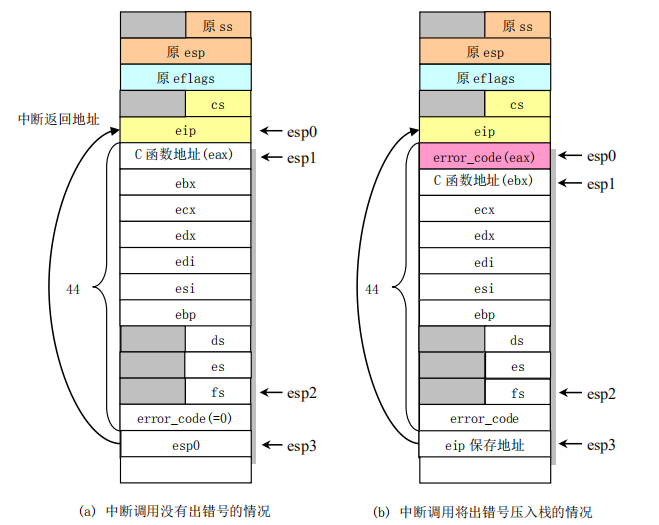 原 ss
原 esp
原 eflags
cs
中断返回地址
eip
esp0
C 函数地址(eax)
esp1
ebx
ecx
edx
edi
44
esi
ebp
ds
es
fs
esp2
error_code(=0)
esp0
esp3
(a) 中断调用没有出错号的情况
原 ss
原 esp
原 eflags
cs
eip
error_code(eax)
esp0
C 函数地址(ebx)
esp1
ecx
edx
edi
44
esi
ebp
ds
es
fs
esp2
error_code
eip 保存地址
esp3
(b) 中断调用将出错号压入栈的情况